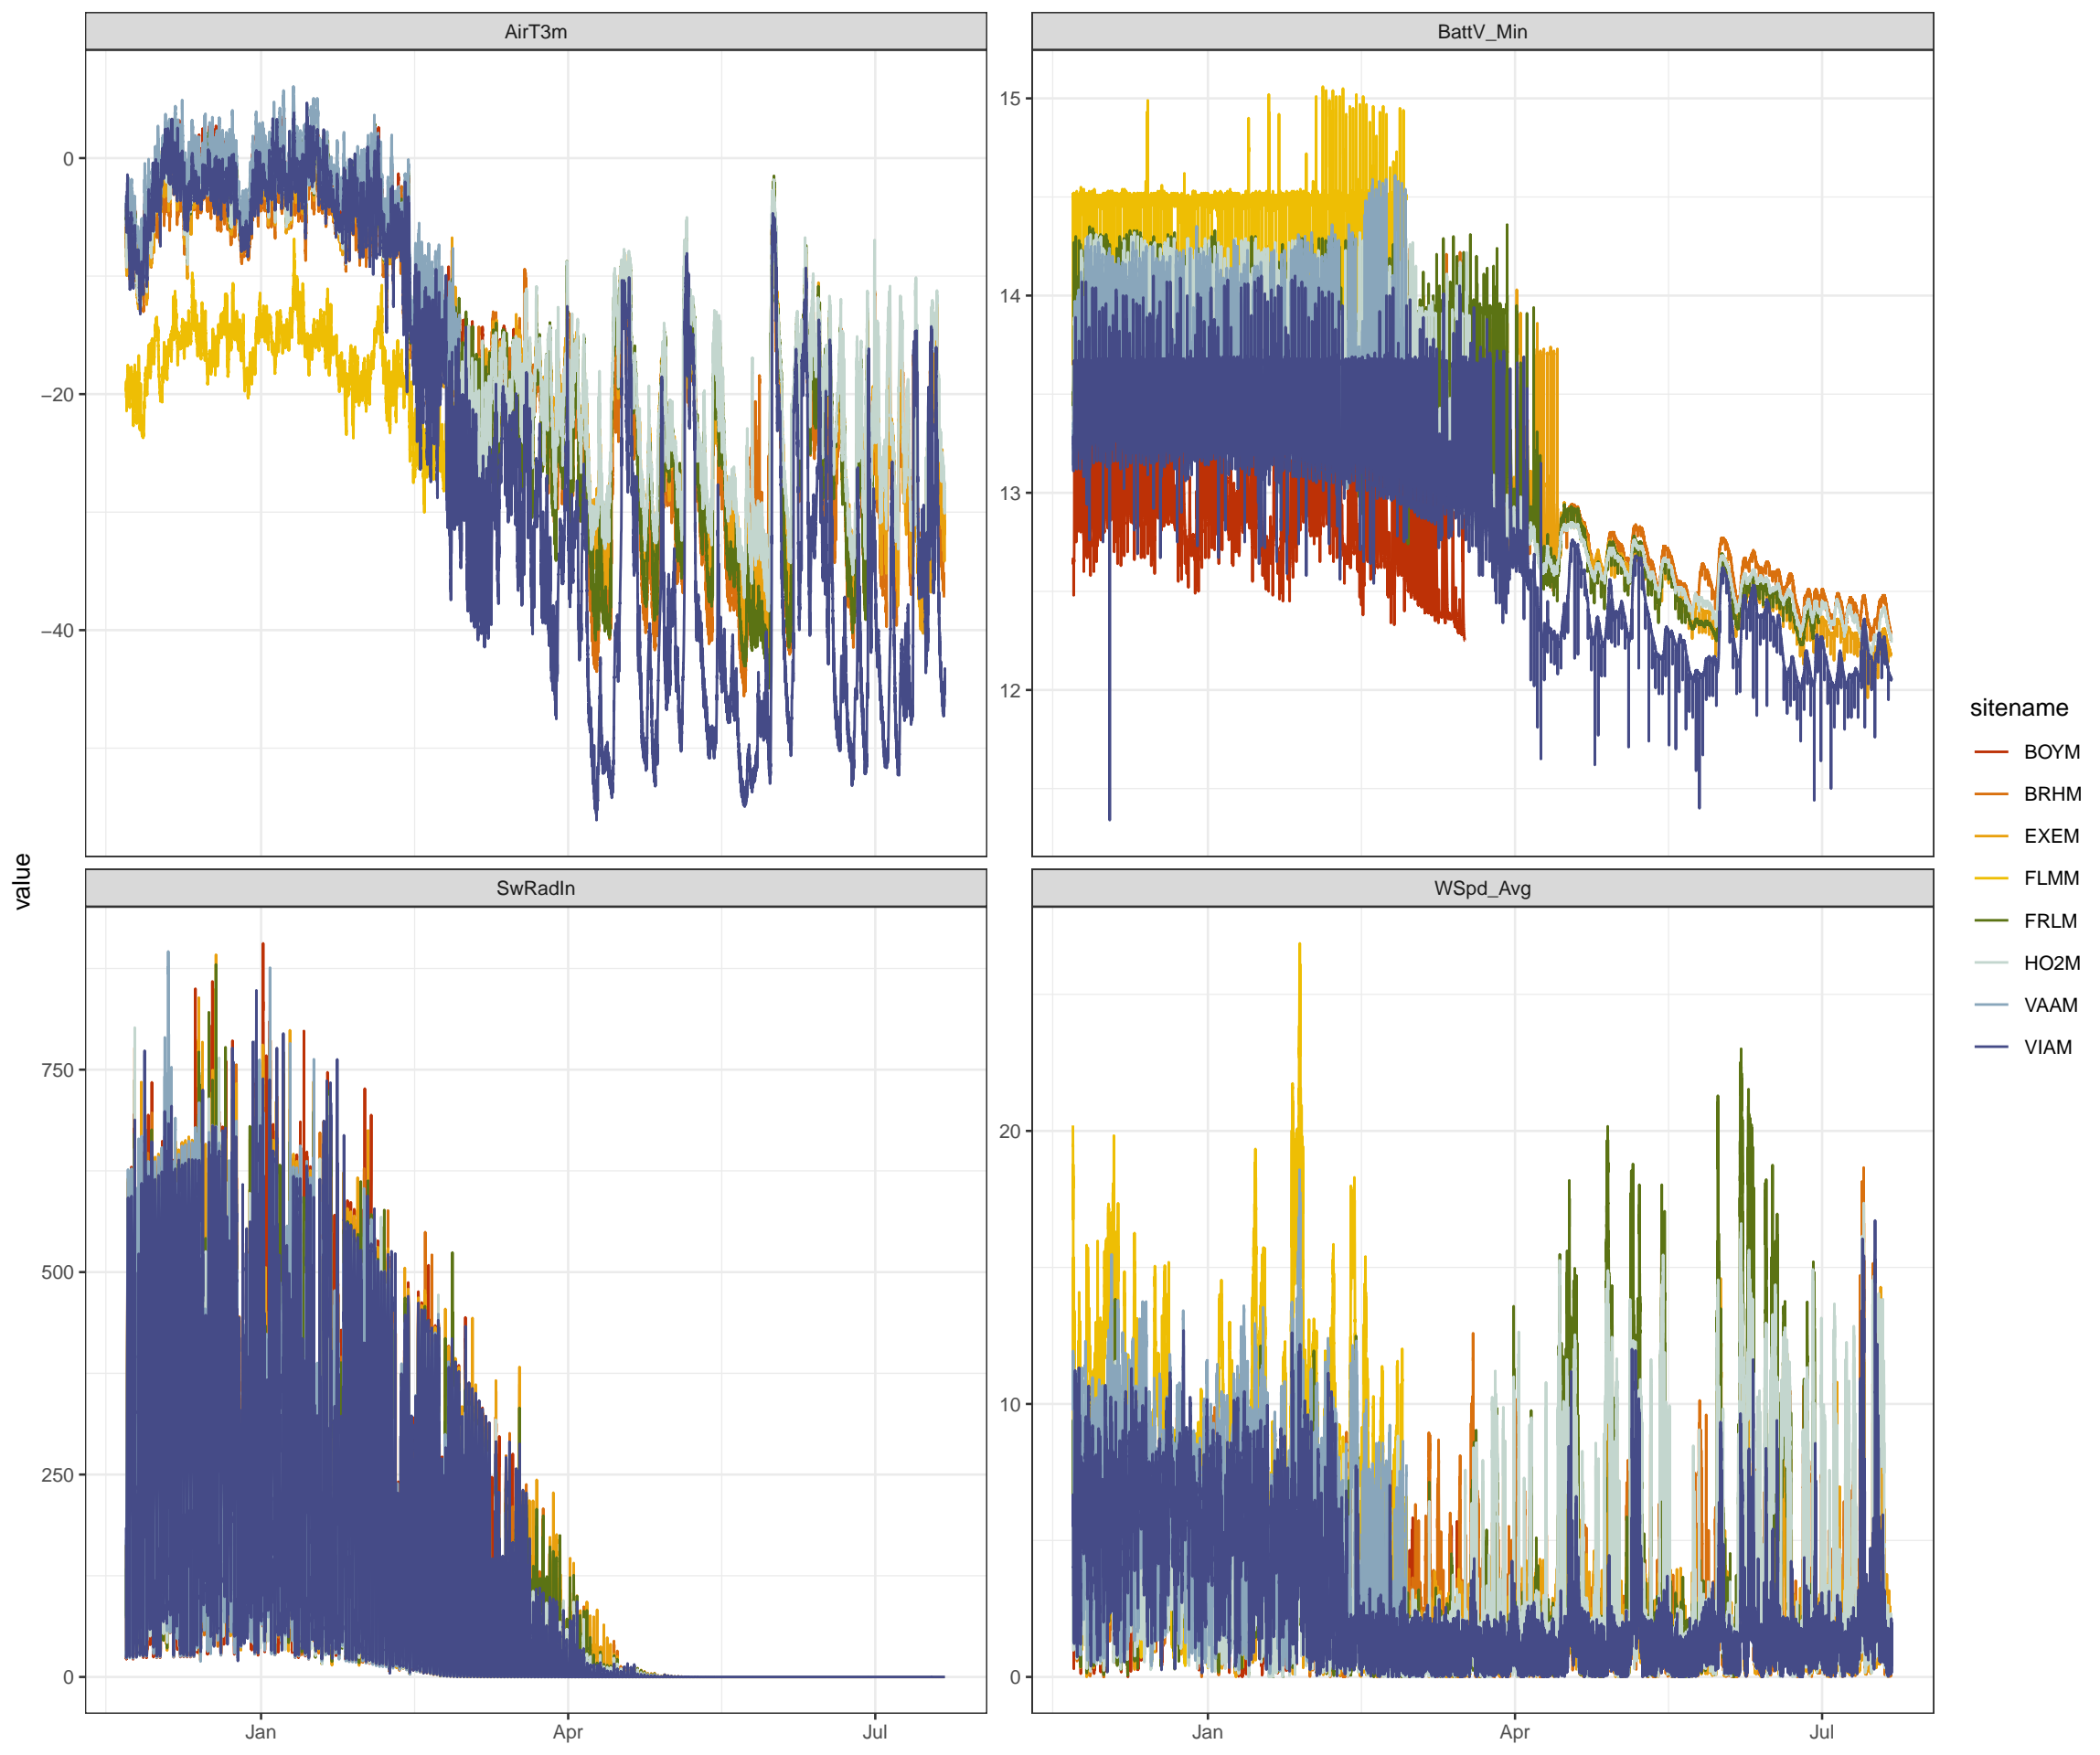 AirT3m
BattV_Min
0
−20
−40
15
14
13
12
SwRadIn
WSpd_Avg
750
500
250
0
20
10
0
Jan
Apr
Jul
Jan
Apr
Jul
value
sitename
BOYM
BRHM
EXEM
FLMM
FRLM
HO2M
VAAM
VIAM